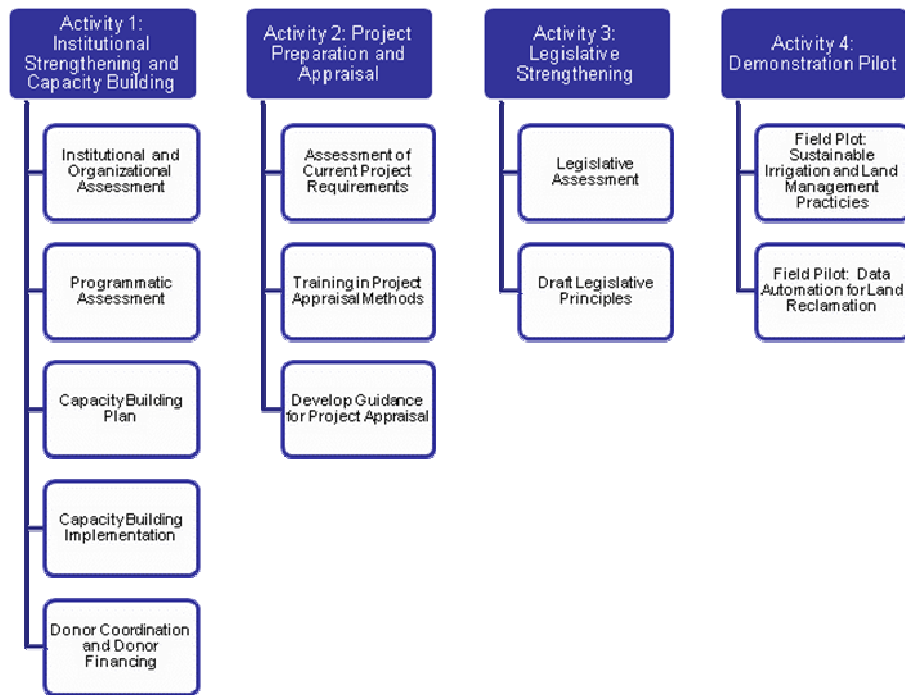 Activity 1:
Institutional
Strengthening and
Capacity Building
Institutional and
Organizational
Assessment
Programmatic
Assessment
Capacity Building
Plan
Capacity Building
Implementation
Donor Coordination
and Donor
Financing
Activity 2: Project
Preparation and
Appraisal
Assessment of
Current Project
Requirements
Training in Project
Appraisal Methods
Develop Guidance
for Project Appraisal
Activity 3:
Legislative
Strengthening
Legislative
Assessment
Draft Legislative
Principles
Activity 4:
Demonstration Pilot
Field Plot:
Sustainable
Irrigation and Land
Management
Practicies
Field Pilot: Data
Automation for Land
Reclamation